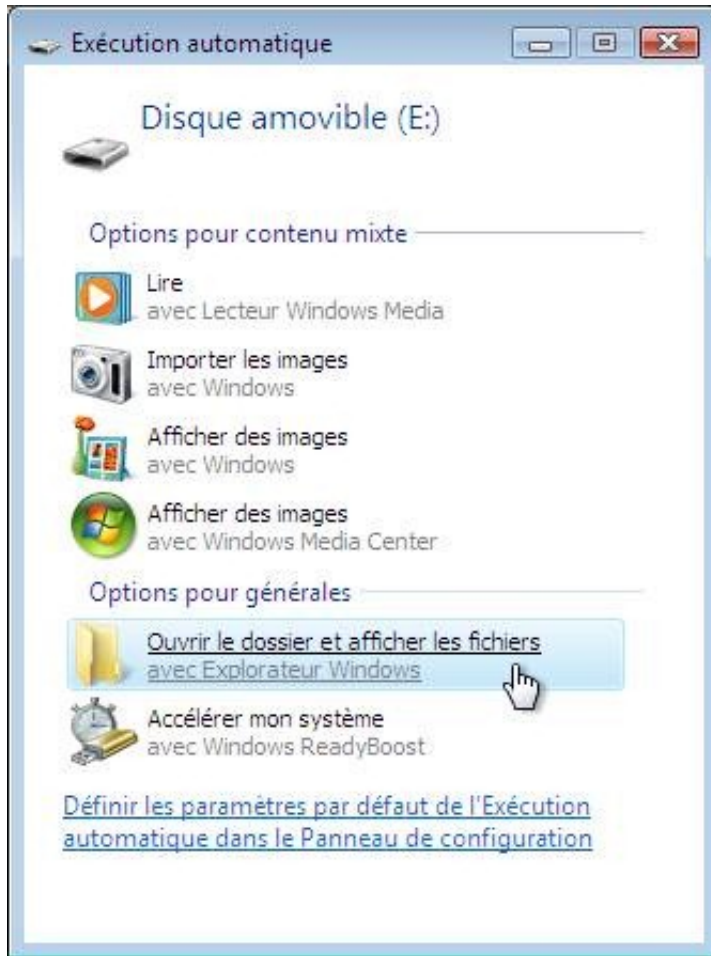 Exécution automatique
Disque amovible (E:)
Options pour contenu mixte
Lire
avec Lecteur Windows Media
Importer les images
avec Windows
Afficher des images
avec Windows
Afficher des images
avec Windows Media Center
Options pour générales
Ouvrir le dossier et afficher les fichiers
avec Explorateur Windows
Accélérer mon système
avec Windows ReadyBoost
Définir les paramètres par défaut de l'Exécution
automatique dans le Panneau de configuration